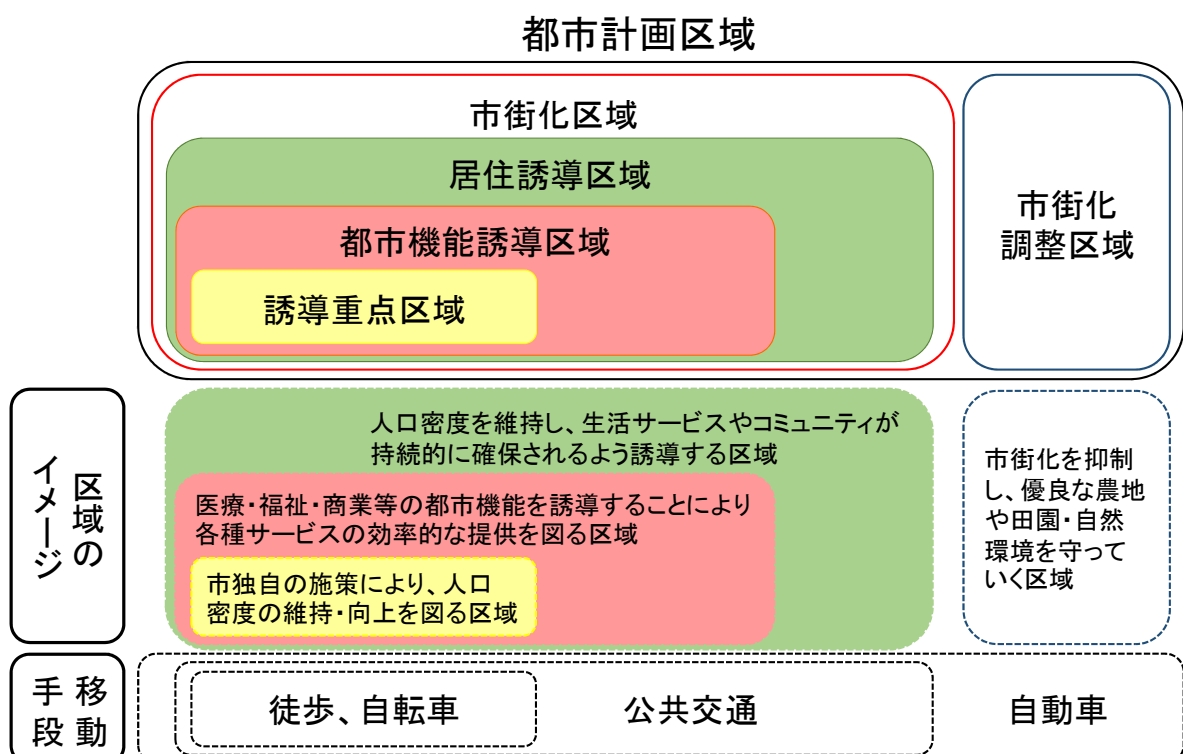 都市計画区域
市街化区域
居住誘導区域
都市機能誘導区域
誘導重点区域
市街化
調整区域
区域の
イメージ
人口密度を維持し、生活サービスやコミュニティが
持続的に確保されるよう誘導する区域
医療・福祉・商業等の都市機能を誘導することにより
各種サービスの効率的な提供を図る区域
市独自の施策により、人口
密度の維持・向上を図る区域
市街化を抑制
し、優良な農地
や田園・自然
環境を守って
いく区域
移動
手段
徒歩、自転車
公共交通
自動車